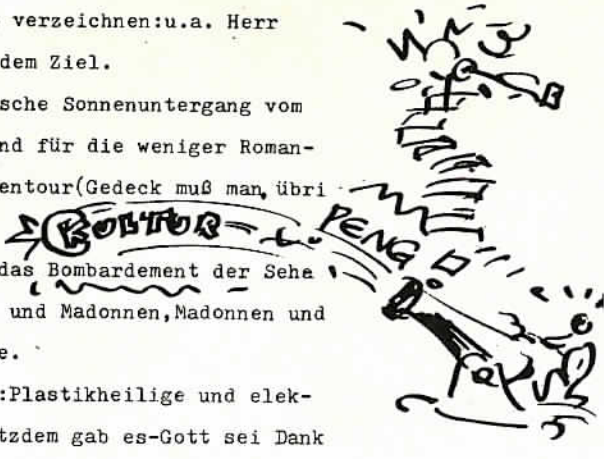 verzeichnen:u.a. Herr
dem Ziel.
sche Sonnenuntergang vom
nd für die weniger Roman-
entour(Gedeck muß man, übri
KULTUR PENG
das Bombardement der Sehe
und Madonnen,Madonnen und
e.
:Plastikheilige und elek-
tzdem gab es-Gott sei Dank